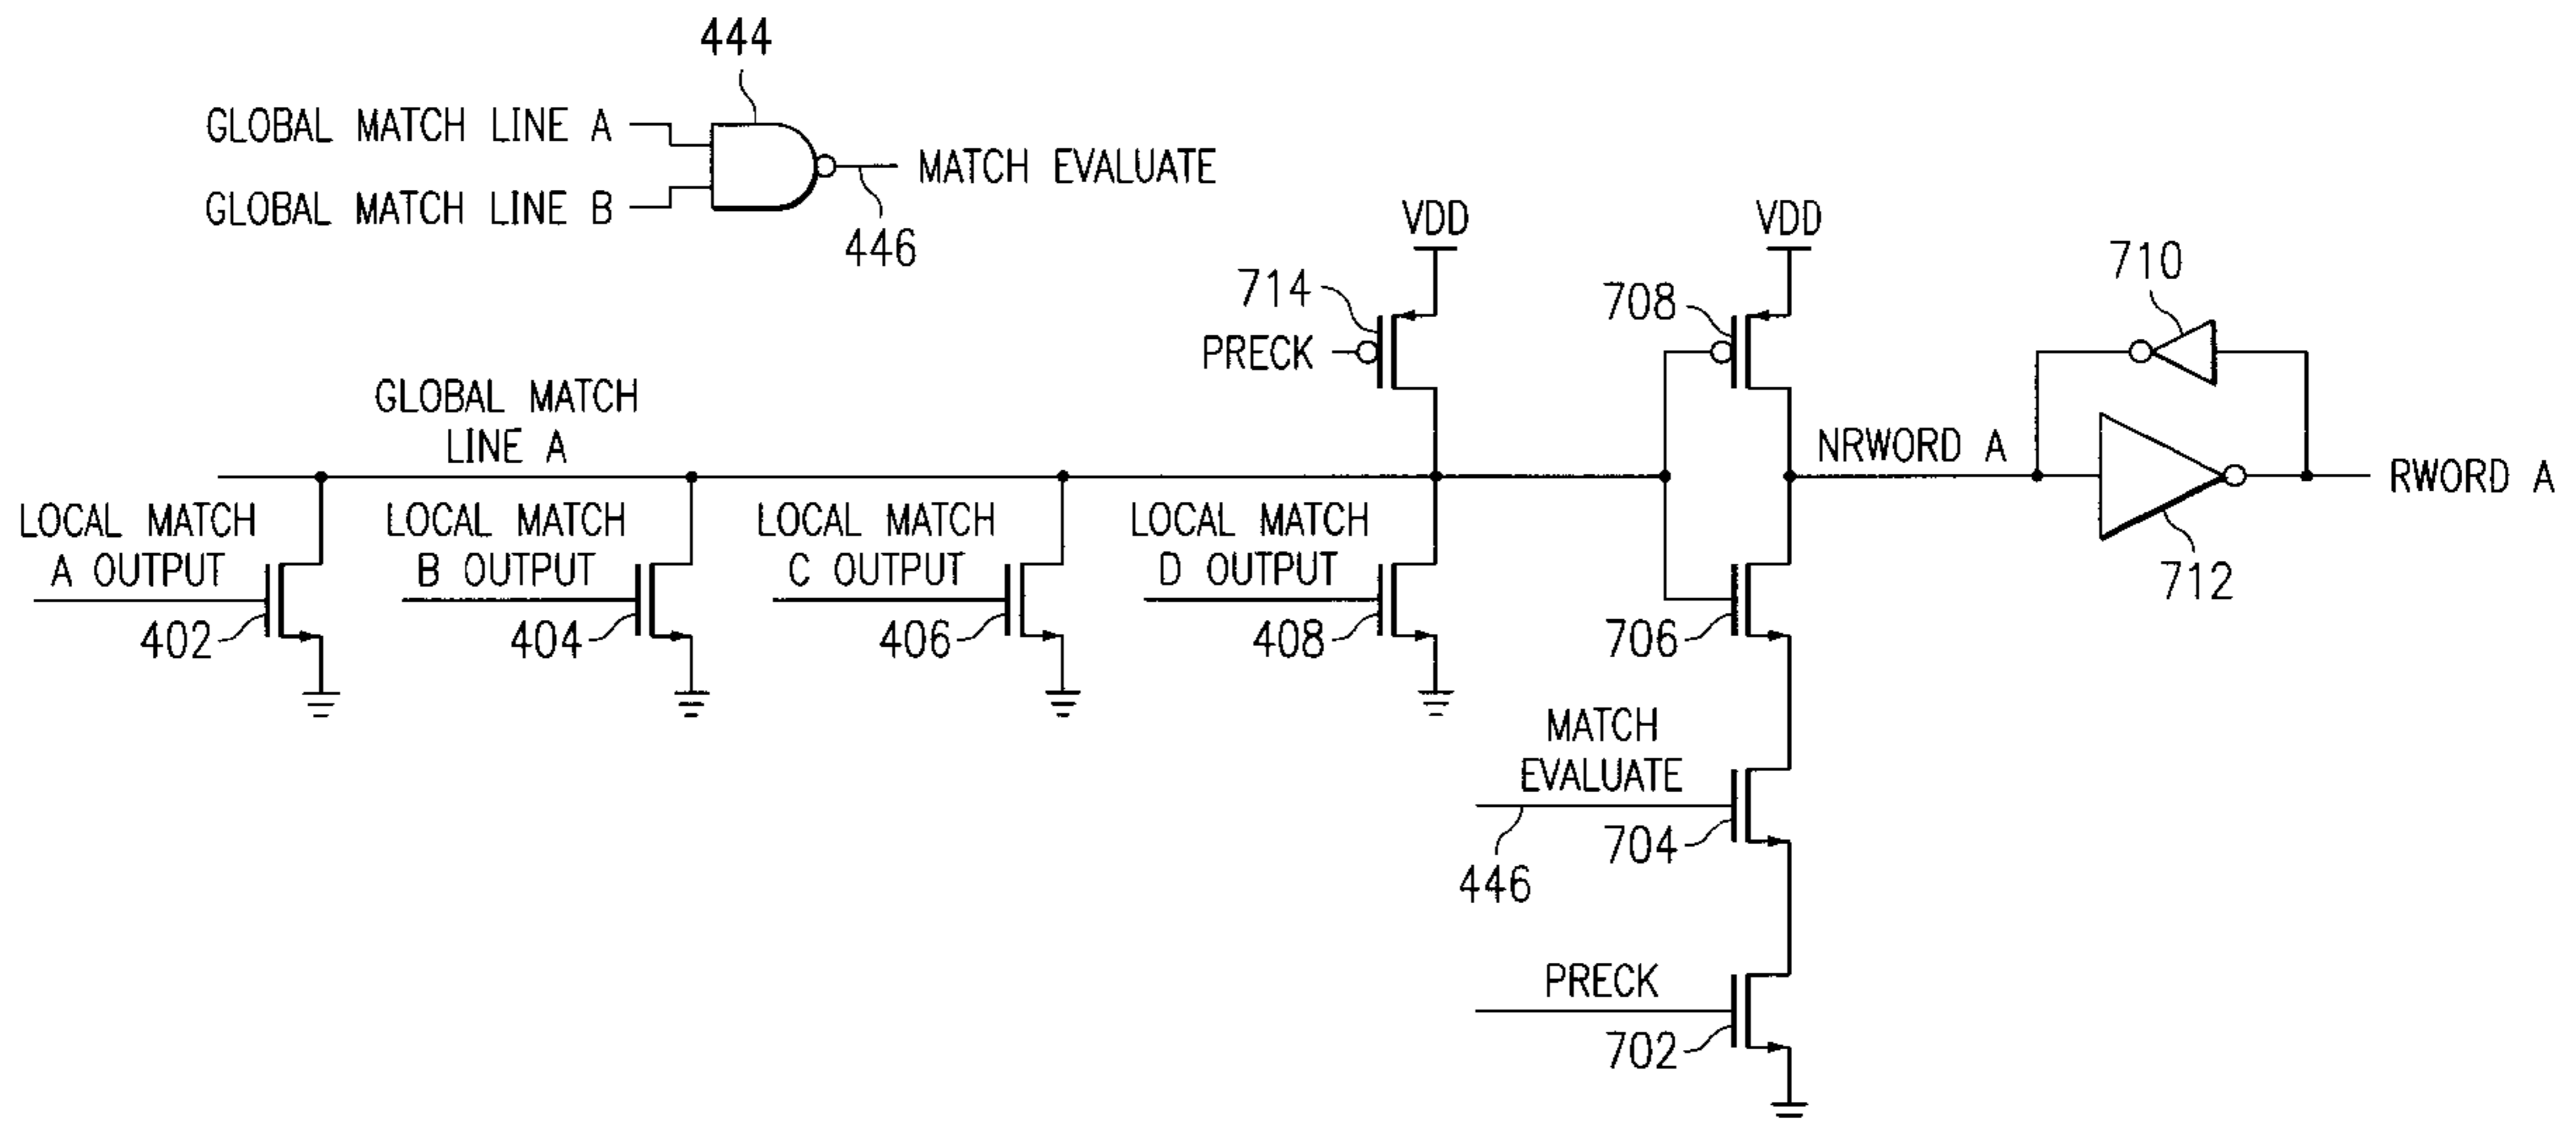 444
GLOBAL MATCH LINE A
GLOBAL MATCH LINE B
MATCH EVALUATE
446
VDD
VDD
714
PRECK
708
710
GLOBAL MATCH
LINE A
NRWORD A
RWORD A
712
LOCAL MATCH
A OUTPUT
402
LOCAL MATCH
B OUTPUT
404
LOCAL MATCH
C OUTPUT
406
LOCAL MATCH
D OUTPUT
408
706
MATCH
EVALUATE
446
704
PRECK
702